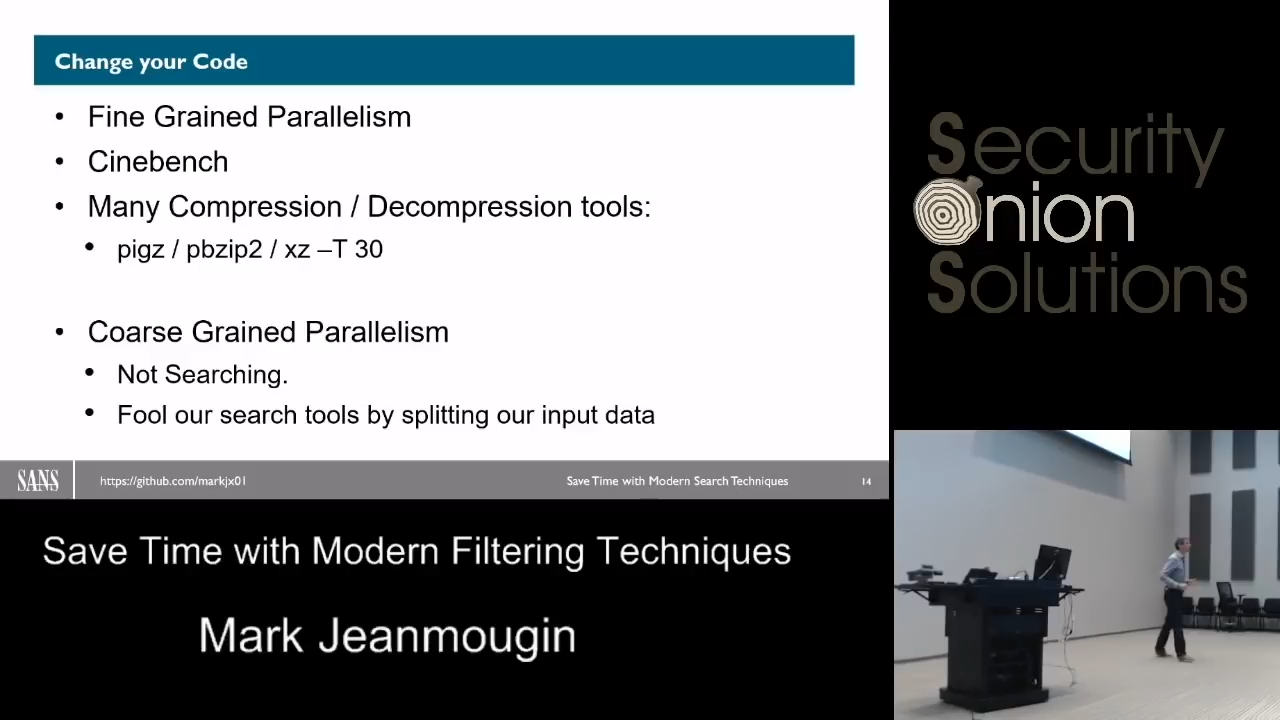 Change your Code
• Fine Grained Parallelism
• Cinebench
• Many Compression / Decompression tools:
• pigz / pbzip2 / xz –T 30
• Coarse Grained Parallelism
• Not Searching.
• Fool our search tools by splitting our input data
SANS
https://github.com/markjx01
Save Time with Modern Search Techniques
14
Save Time with Modern Filtering Techniques
Mark Jeanmougin
Security
Onion
Solutions